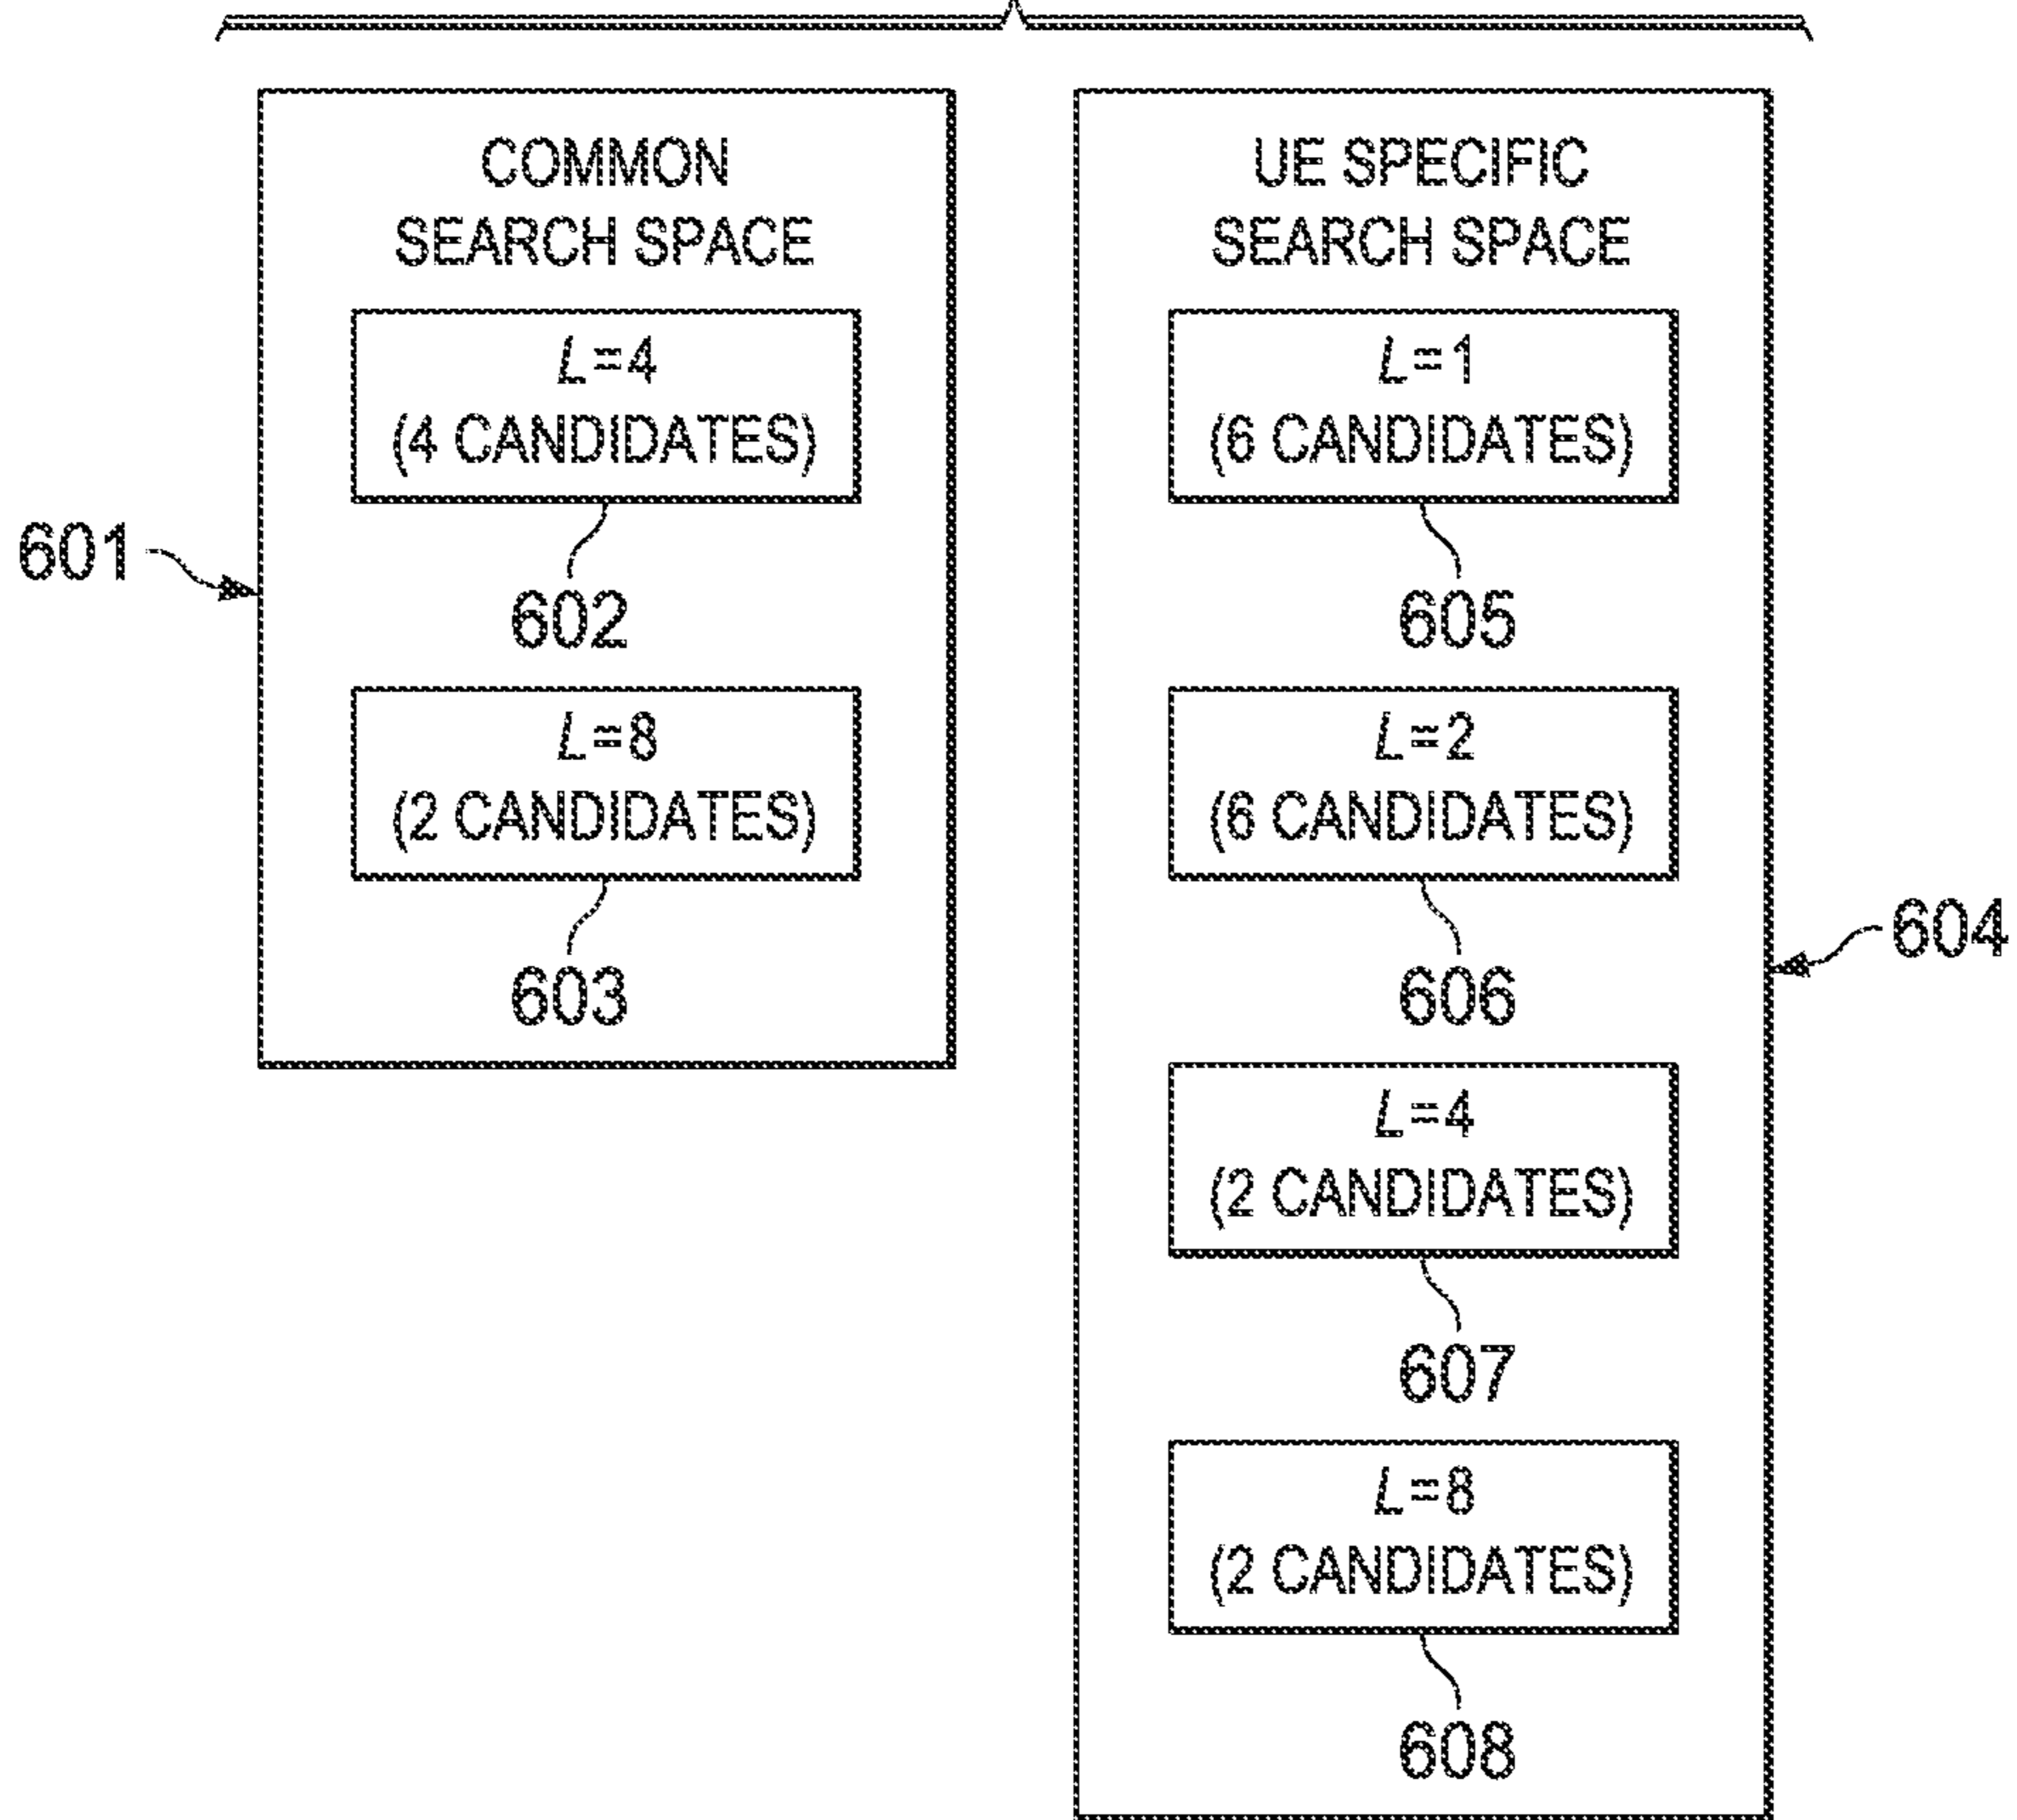 COMMON
SEARCH SPACE
L=4
(4 CANDIDATES)
602
L=8
(2 CANDIDATES)
603
601
UE SPECIFIC
SEARCH SPACE
L=1
(6 CANDIDATES)
605
L=2
(6 CANDIDATES)
606
L=4
(2 CANDIDATES)
607
L=8
(2 CANDIDATES)
608
604